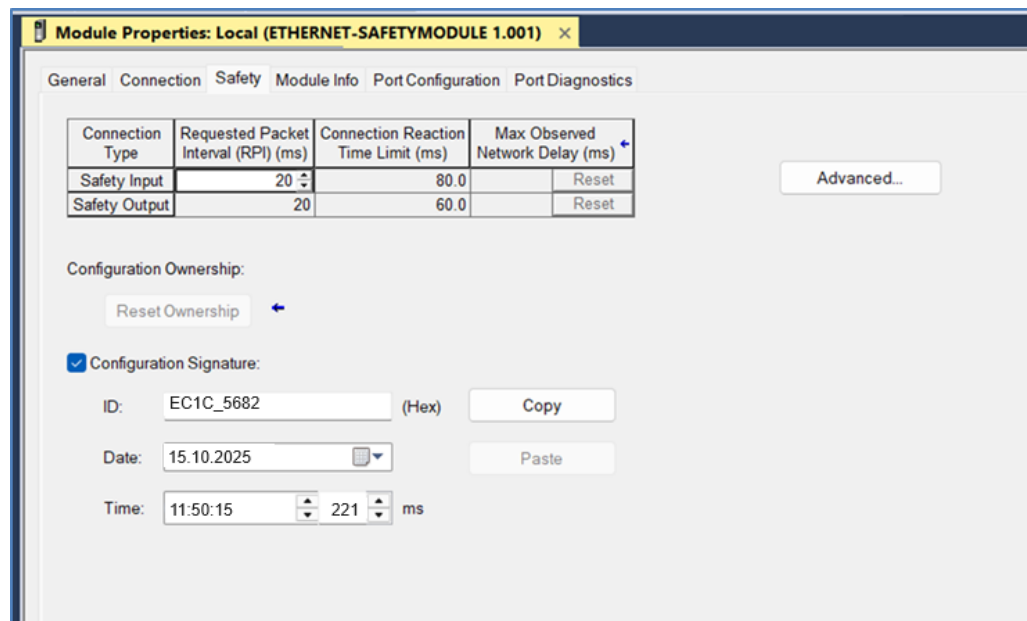 Module Properties: Local (ETHERNET-SAFETYMODULE 1.001) ×
General Connection Safety Module Info Port Configuration Port Diagnostics
Connection Type Requested Packet Interval (RPI) (ms) Connection Reaction Time Limit (ms) Max Observed Network Delay (ms)
Safety Input 20 80.0 Reset
Safety Output 20 60.0 Reset
Advanced...
Configuration Ownership:
Reset Ownership
Configuration Signature:
ID: EC1C_5682 (Hex) Copy
Date: 15.10.2025 Paste
Time: 11:50:15 221 ms